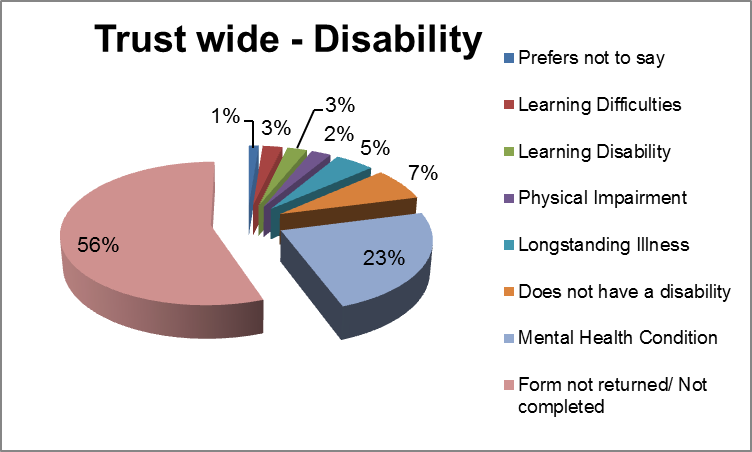 Trust wide - Disability
1%
3%
3%
2%
5%
7%
23%
56%
Prefers not to say
Learning Difficulties
Learning Disability
Physical Impairment
Longstanding Illness
Does not have a disability
Mental Health Condition
Form not returned/ Not
completed